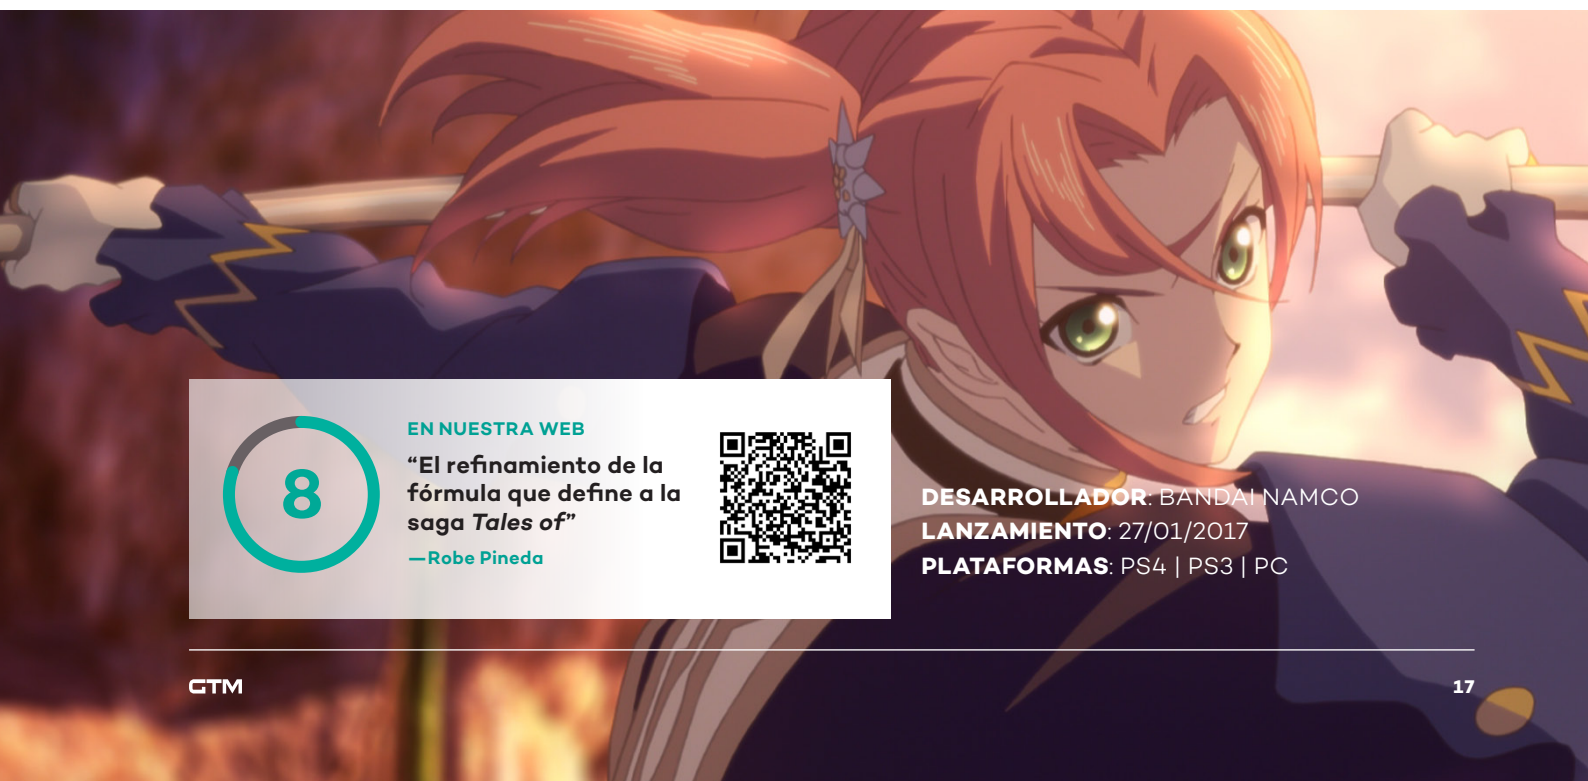 8
EN NUESTRA WEB
“El refinamiento de la
fórmula que define a la
saga Tales of”
—Robe Pineda
DESARROLLADOR: BANDAI NAMCO
LANZAMIENTO: 27/01/2017
PLATAFORMAS: PS4 | PS3 | PC
GTM
17